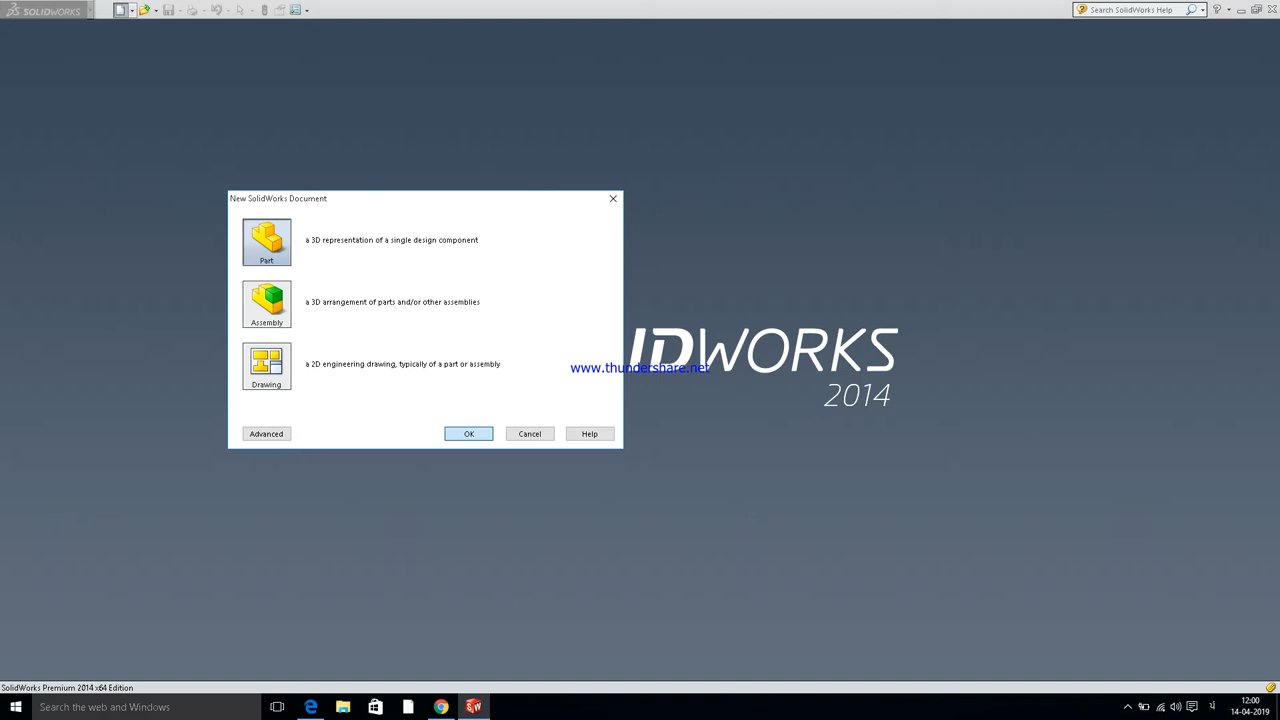 SOLIDWORKS
Search SolidWorks Help
New SolidWorks Document
Part
a 3D representation of a single design component
Assembly
a 3D arrangement of parts and/or other assemblies
Drawing
a 2D engineering drawing, typically of a part or assembly
Advanced
OK
Cancel
Help
IDWORKS
www.thundershare.net
2014
SolidWorks Premium 2014 x64 Edition
Search the web and Windows
12:00
14-04-2019